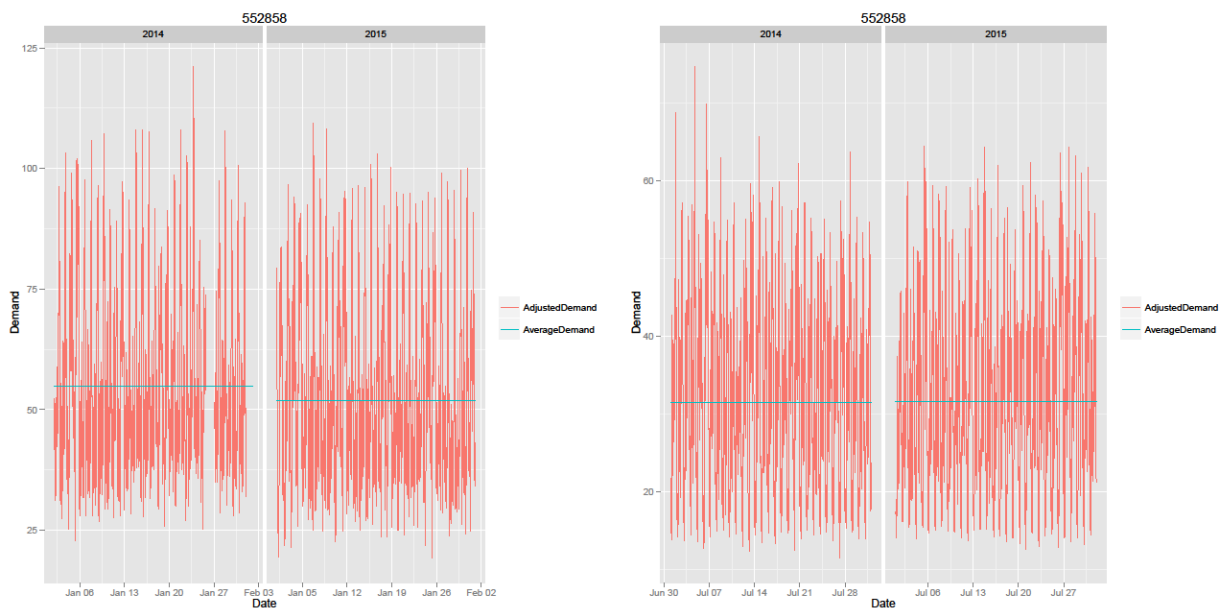 552858
2014 2015
125
100
75
50
25
Demand
Jan 06 Jan 13 Jan 20 Jan 27 Feb 03 Jan 05 Jan 12 Jan 19 Jan 26 Feb 02
Date
AdjustedDemand
AverageDemand
552858
2014 2015
60
40
20
Demand
Jun 30 Jul 07 Jul 14 Jul 21 Jul 28 Jul 06 Jul 13 Jul 20 Jul 27
Date
AdjustedDemand
AverageDemand